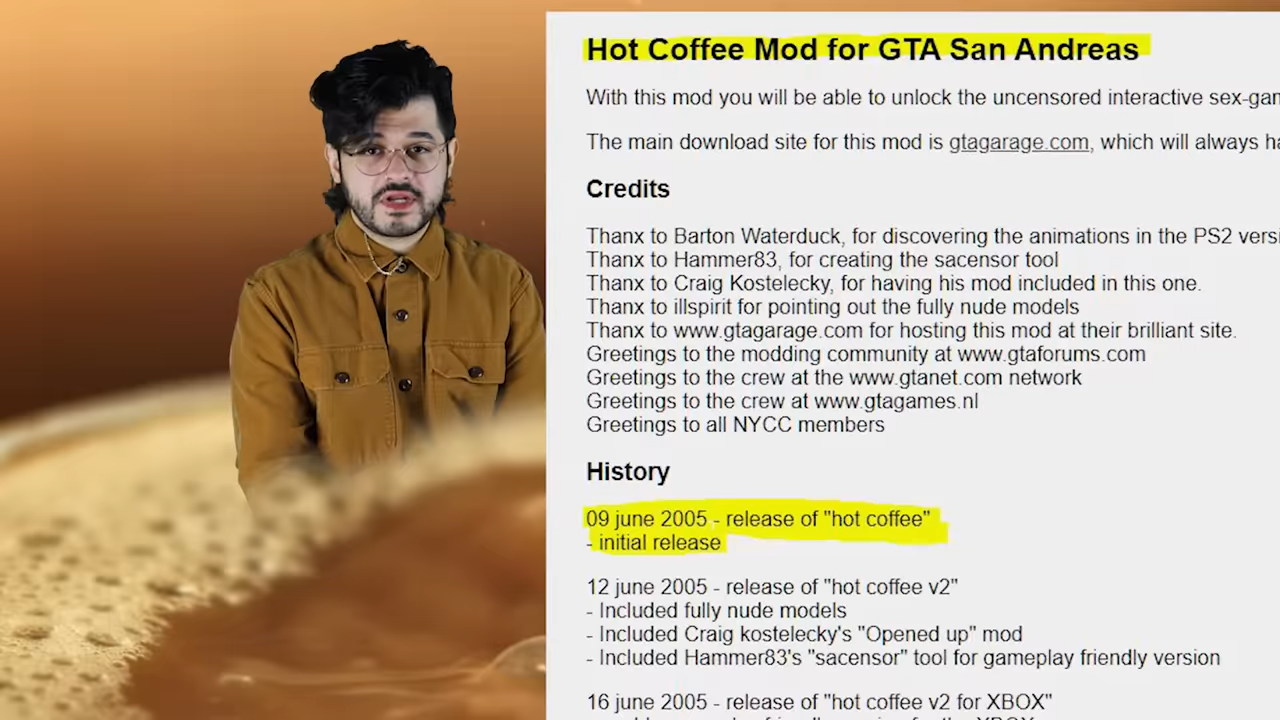 Hot Coffee Mod for GTA San Andreas
With this mod you will be able to unlock the uncensored interactive
The main download site for this mod is gtagarage.com, which will always
Credits
Thanx to Barton Waterduck, for discovering the animations in the PS2
Thanx to Hammer83, for creating the sacensor tool
Thanx to Craig Kostelecky, for having his mod included in this one.
Thanx to illspirit for pointing out the fully nude models
Thanx to www.gtagarage.com for hosting this mod at their brilliant site.
Greetings to the modding community at www.gtaforums.com
Greetings to the crew at the www.gtanet.com network
Greetings to the crew at www.gtagames.nl
Greetings to all NYCC members
History
09 june 2005 - release of "hot coffee"
- initial release
12 june 2005 - release of "hot coffee v2"
- Included fully nude models
- Included Craig kostelecky's "Opened up" mod
- Included Hammer83's "sacensor" tool for gameplay friendly version
16 june 2005 - release of "hot coffee v2 for XBOX"